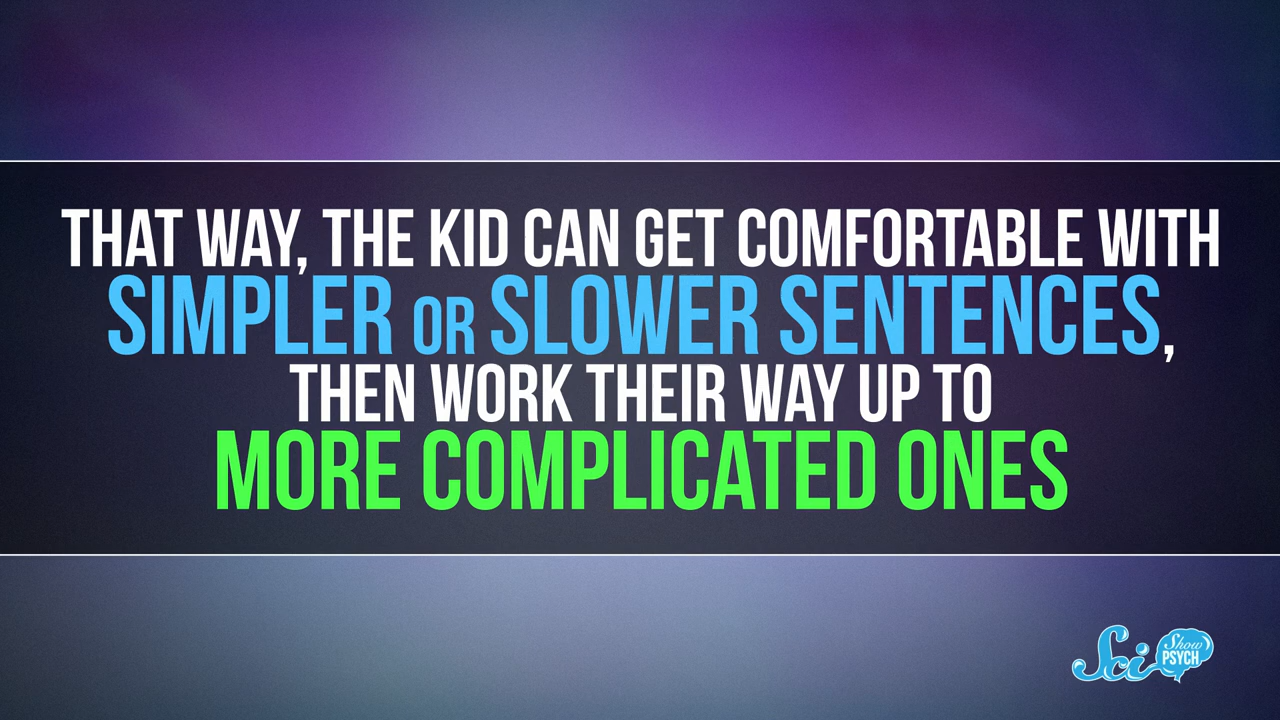 THAT WAY, THE KID CAN GET COMFORTABLE WITH
SIMPLER OR SLOWER SENTENCES,
THEN WORK THEIR WAY UP TO
MORE COMPLICATED ONES
Sci Show
PSYCH